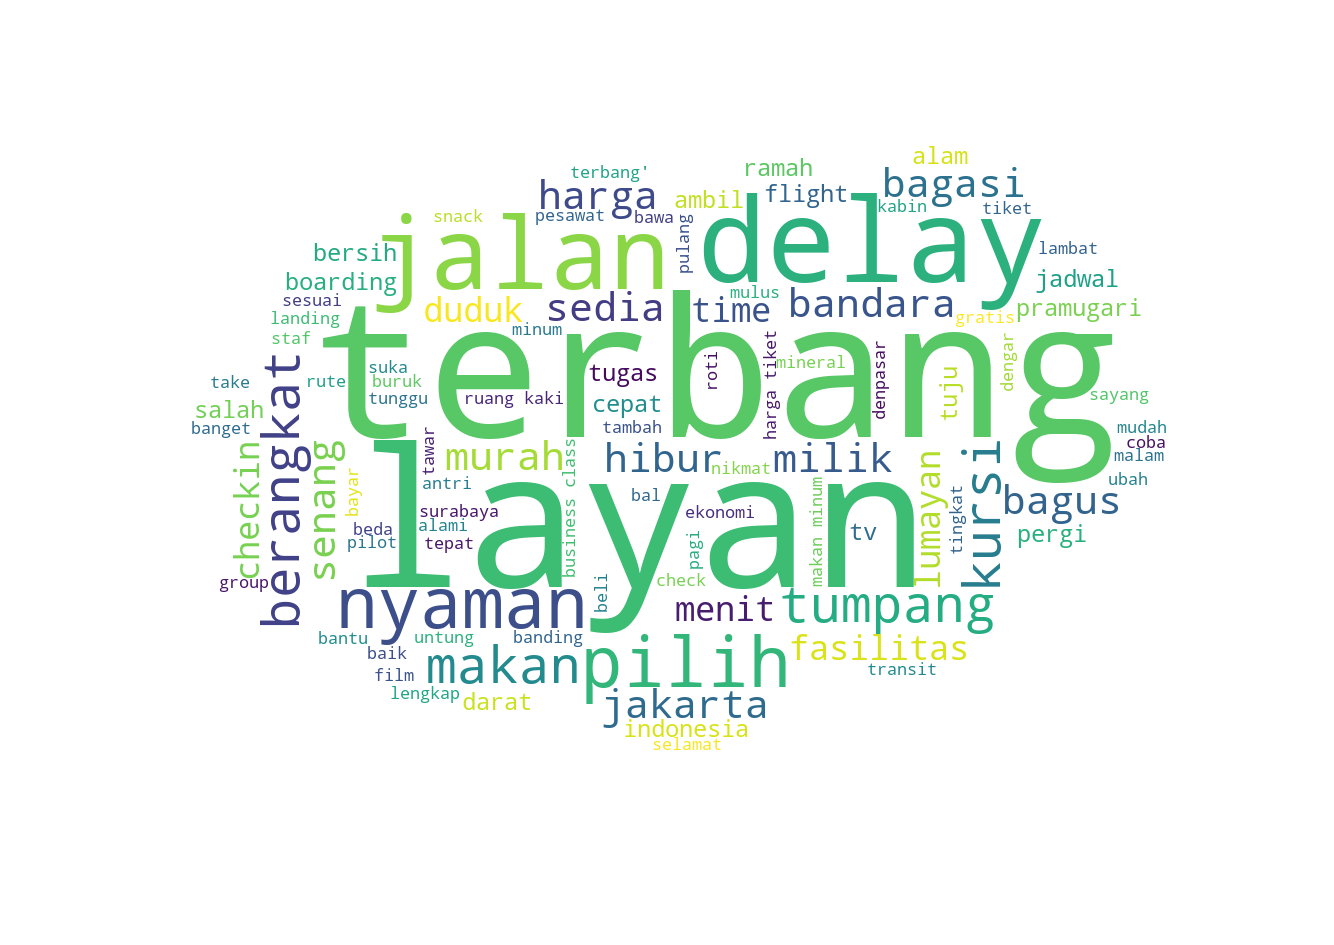 alam
ramah
terbang'
bagasi
harga
ambil
flight
kabin
tiket
snack
pesawat
bawa
delay
jalan
pulang
lambat
bersih
boarding
jadwal
sesuai
mulus
duduk
sedia
time
bandara
pramugari
landing
gratis
staf
minum
terbang
suka
tugas
roti
harga tiket
mineral
denpasar
dengar
take
rute
buruk
tunggu
ruang kaki
cepat
tuju
sayang
salah
berangkat
banget
tambah
mudah
coba
murah
hibur
milik
malam
checkin
senang
tawar
nikmat
lumayan
kursi
ubah
bayar
antri
business class
bal
bagus
surabaya
ekonomi
layan
makan minum
tingkat
beda
alami
tv
pergi
pilot
tepat
pagi
group
check
beli
nyaman
menit
tumpang
bantu
untung
banding
fasilitas
baik
makan
pilih
film
transit
lengkap
darat
jakarta
indonesia
selamat